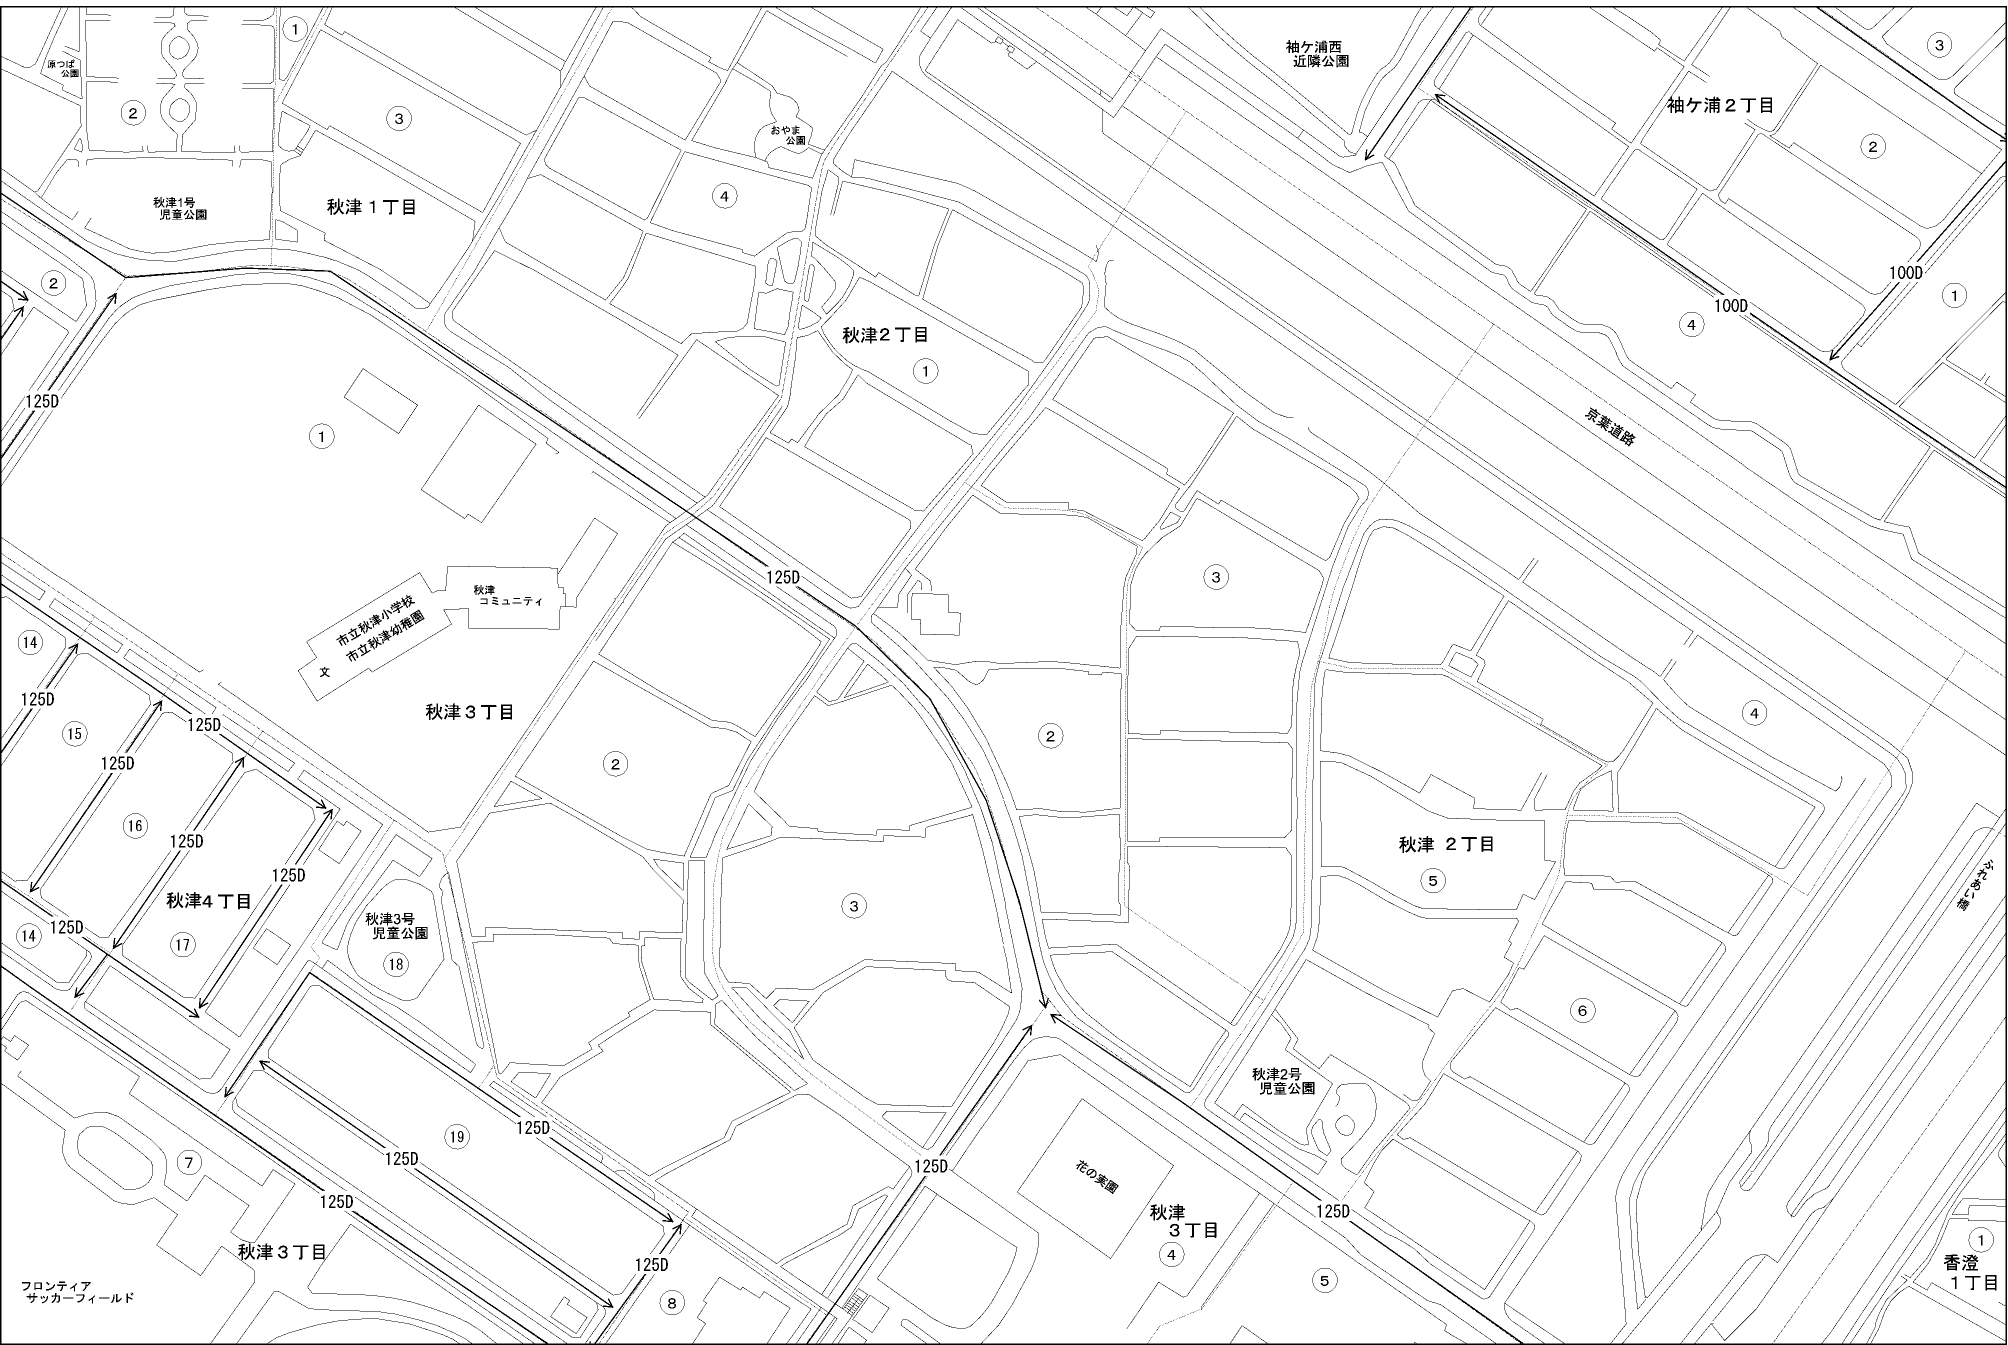 ①
袖ケ浦西
近隣公園
③
原つぱ
公園
②
③
袖ケ浦２丁目
おやま
公園
②
④
秋津1号
児童公園
秋津１丁目
100D
②
①
100D
④
秋津２丁目
①
125D
京葉道路
①
125D
③
秋津
コミュニティ
市立秋津小学校
市立秋津幼稚園
文
⑭
125D
秋津３丁目
④
125D
⑮
②
②
125D
⑯
125D
秋津 ２丁目
125D
⑤
ふれあい橋
秋津４丁目
③
秋津3号
児童公園
125D
⑭
⑰
⑱
⑥
秋津2号
児童公園
125D
⑲
125D
⑦
125D
花の実園
125D
秋津
３丁目
125D
④
①
秋津３丁目
125D
香澄
１丁目
⑤
フロンティア
サッカーフィールド
⑧